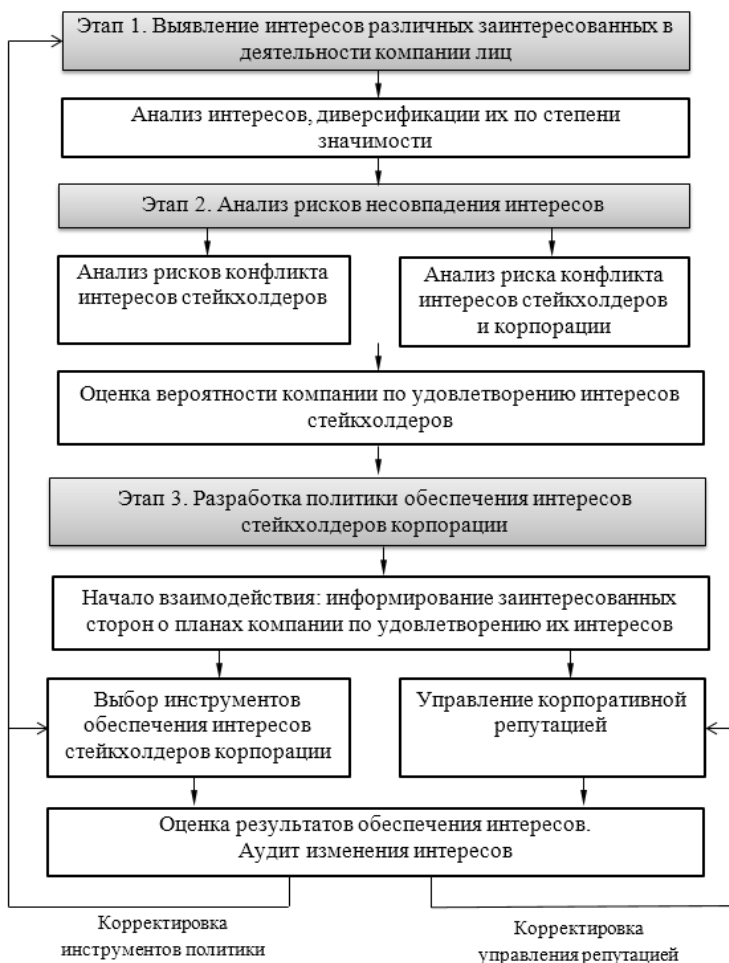 Этап 1. Выявление интересов различных заинтересованных в
деятельности компании лиц
Анализ интересов, диверсификации их по степени
значимости
Этап 2. Анализ рисков несовпадения интересов
Анализ рисков конфликта
интересов стейкхолдеров
Анализ риска конфликта
интересов стейкхолдеров
и корпорации
Оценка вероятности компании по удовлетворению интересов
стейкхолдеров
Этап 3. Разработка политики обеспечения интересов
стейкхолдеров корпорации
Начало взаимодействия: информирование заинтересованных
сторон о планах компании по удовлетворению их интересов
Выбор инструментов
обеспечения интересов
стейкхолдеров корпорации
Управление корпоративной
репутацией
Оценка результатов обеспечения интересов.
Аудит изменения интересов
Корректировка
инструментов политики
Корректировка
управления репутацией